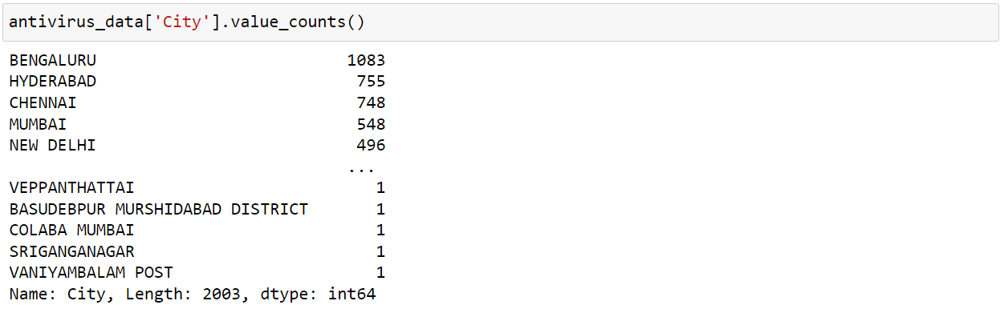 antivirus_data['City'].value_counts()
BENGALURU 1083
HYDERABAD 755
CHENNAI 748
MUMBAI 548
NEW DELHI 496
...
VEPPANTHATTAI 1
BASUDEBPUR MURSHIDABAD DISTRICT 1
COLABA MUMBAI 1
SRIGANGANAGAR 1
VANIYAMBALAM POST 1
Name: City, Length: 2003, dtype: int64